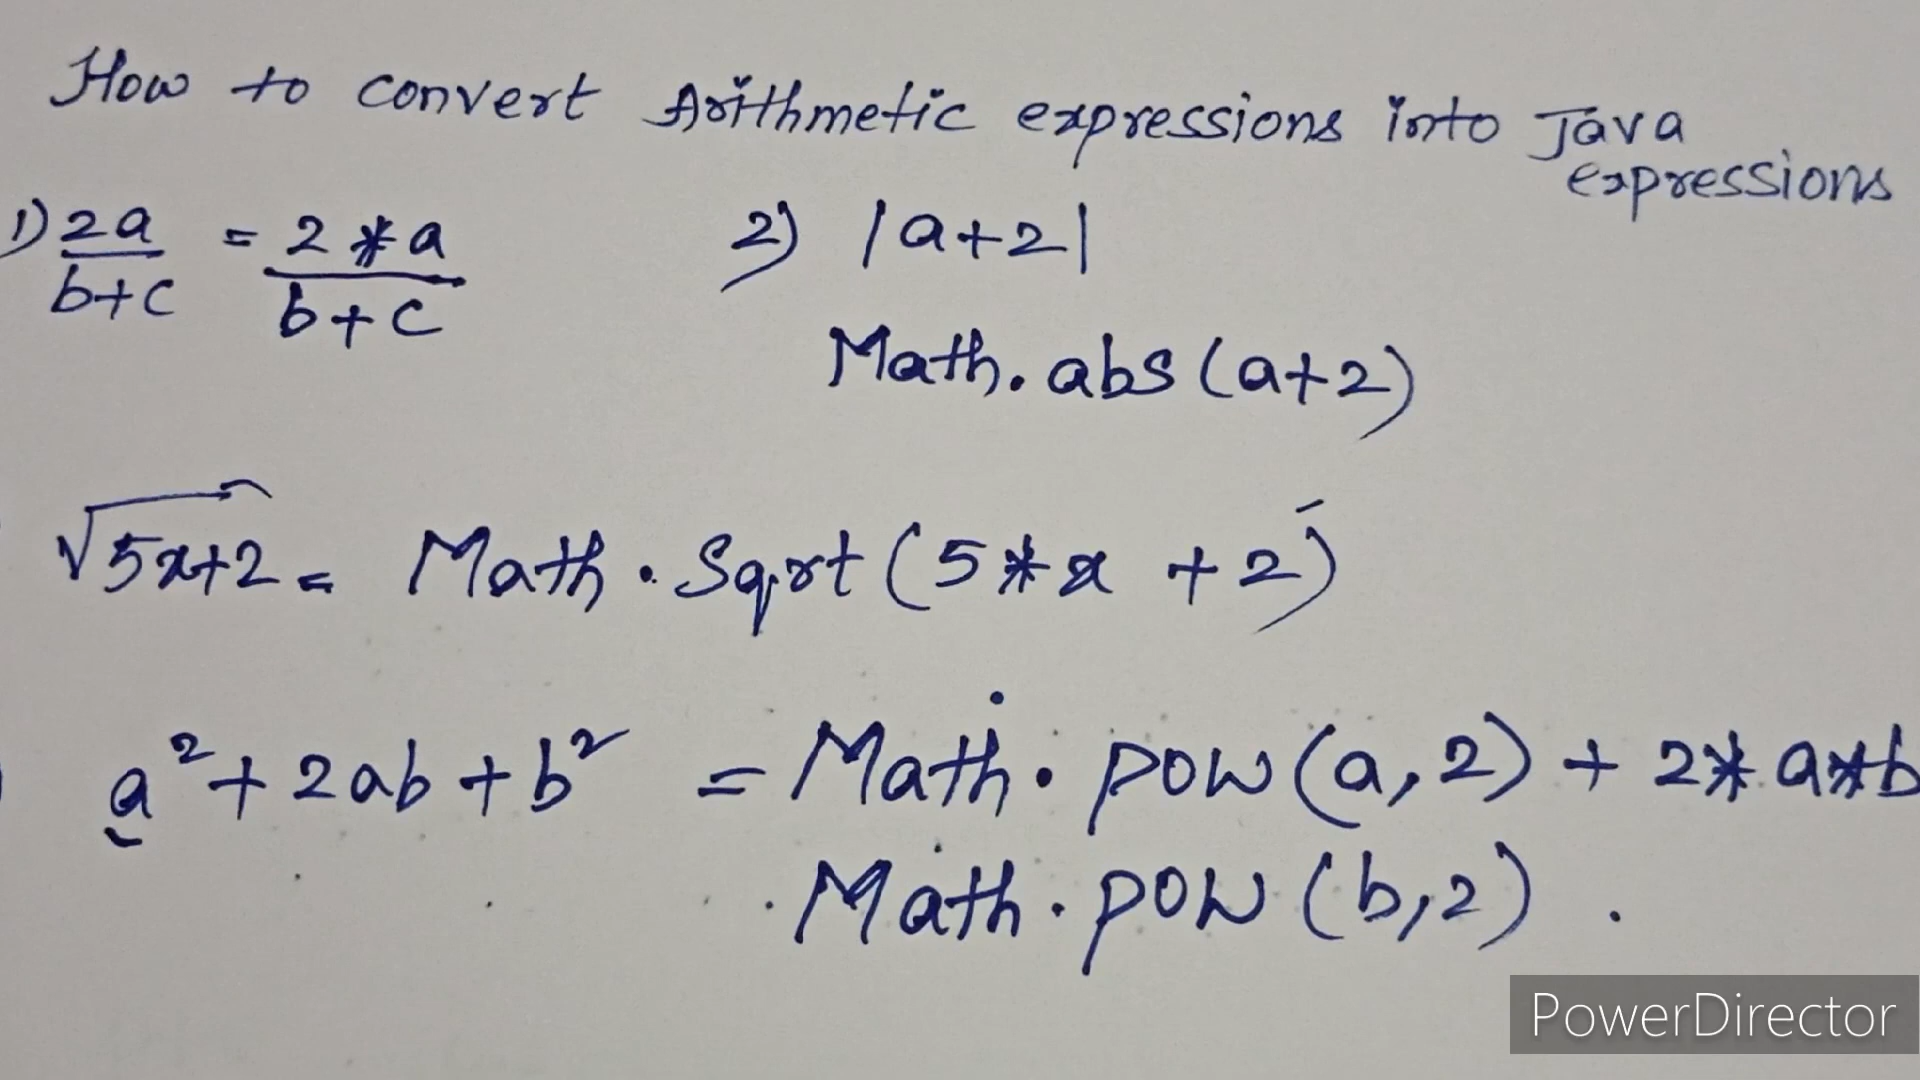 How to convert Arithmetic expressions into Java
expressions
1) 2a / b+c = 2 * a / b+c
2) |a+2|
Math.abs(a+2)
√5x+2 = Math.Sqrt(5*x +2)
a²+2ab+b² = Math.pow(a,2) + 2*a*b
Math.pow(b,2).
PowerDirector